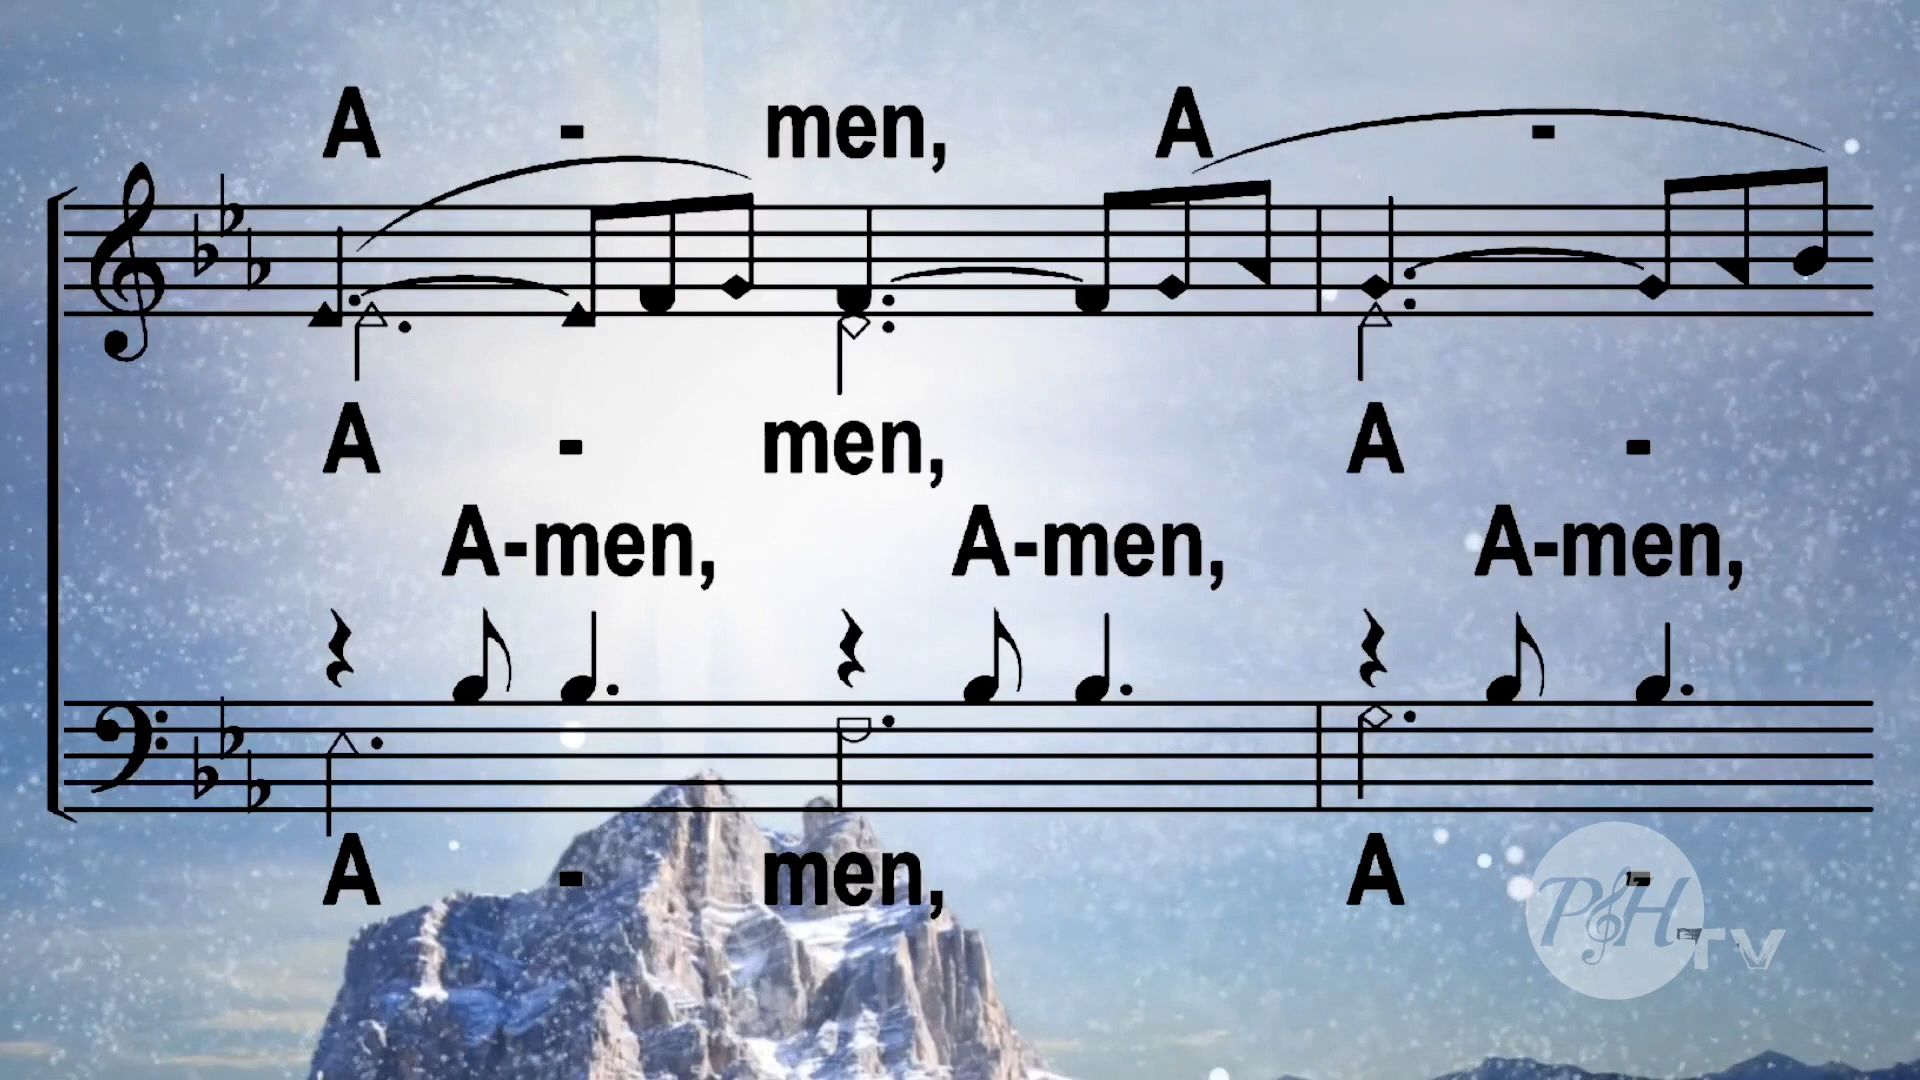 A - men, A -
A - men, A -
A-men, A-men, A-men,
A - men, A -
P&H TV